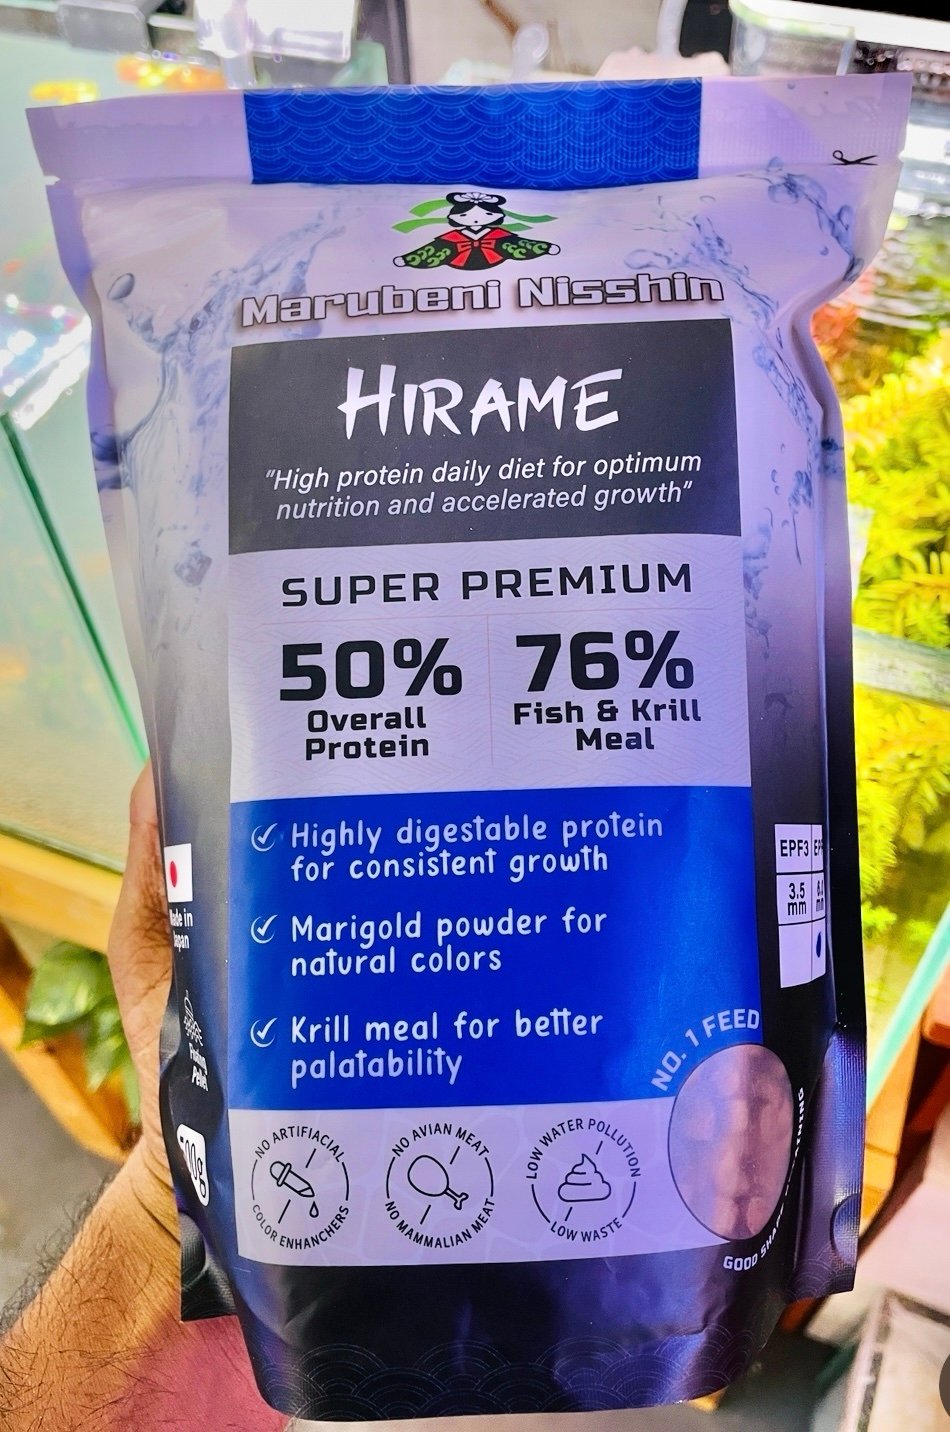 Marubeni Nisshin
HIRAME
"High protein daily diet for optimum
nutrition and accelerated growth"
SUPER PREMIUM
50%
Overall
Protein
76%
Fish & Krill
Meal
Highly digestable protein
for consistent growth
Marigold powder for
natural colors
Krill meal for better
palatability
NO ARTIFIACIAL
COLOR ENHANCERS
NO AVIAN MEAT
NO MAMMALIAN MEAT
LOW WATER POLLUTION
LOW WASTE
NO. 1 FEED
GOOD
Made in
Japan
Pellet
EPF3
3.5
mm